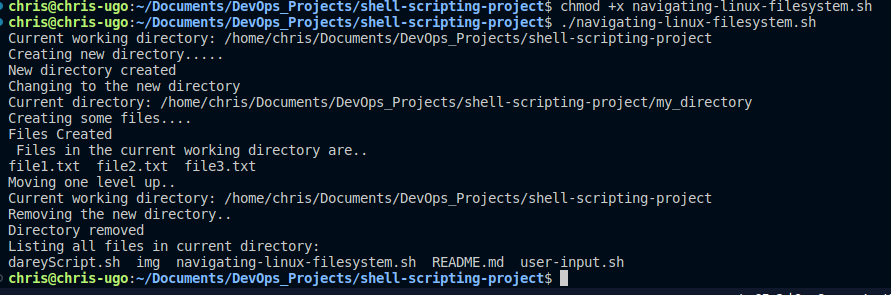 chris@chris-ugo:~/Documents/DevOps_Projects/shell-scripting-project$ chmod +x navigating-linux-filesystem.sh
chris@chris-ugo:~/Documents/DevOps_Projects/shell-scripting-project$ ./navigating-linux-filesystem.sh
Current working directory: /home/chris/Documents/DevOps_Projects/shell-scripting-project
Creating new directory.....
New directory created
Changing to the new directory
Current directory: /home/chris/Documents/DevOps_Projects/shell-scripting-project/my_directory
Creating some files....
Files Created
 Files in the current working directory are..
file1.txt  file2.txt  file3.txt
Moving one level up..
Current working directory: /home/chris/Documents/DevOps_Projects/shell-scripting-project
Removing the new directory..
Directory removed
Listing all files in current directory:
dareyScript.sh  img  navigating-linux-filesystem.sh  README.md  user-input.sh
chris@chris-ugo:~/Documents/DevOps_Projects/shell-scripting-project$